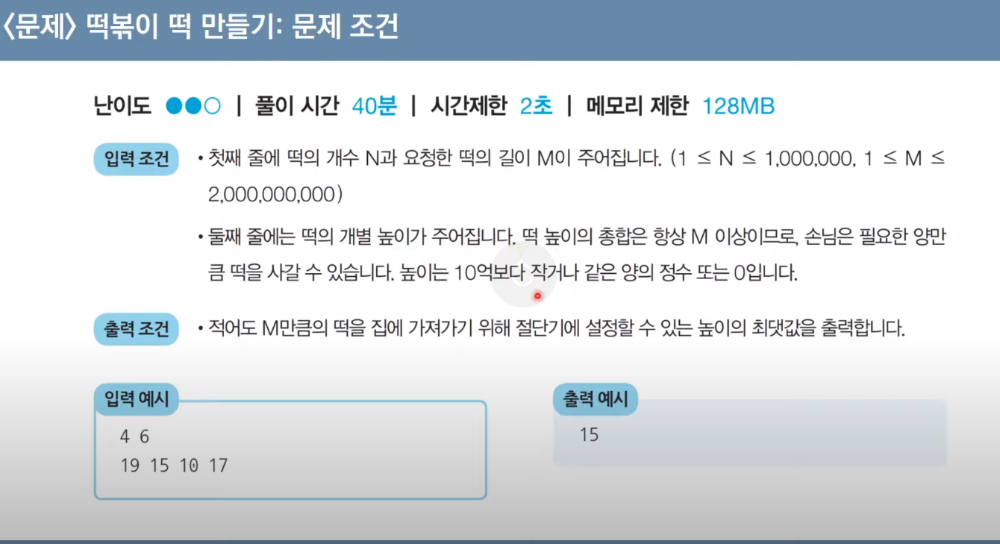 <문제> 떡볶이 떡 만들기: 문제 조건
난이도 ●●○ | 풀이 시간 40분 | 시간제한 2초 | 메모리 제한 128MB
입력 조건 • 첫째 줄에 떡의 개수 N과 요청한 떡의 길이 M이 주어집니다. (1 ≤ N ≤ 1,000,000, 1 ≤ M ≤
2,000,000,000)
• 둘째 줄에는 떡의 개별 높이가 주어집니다. 떡 높이의 총합은 항상 M 이상이므로, 손님은 필요한 양만
큼 떡을 사갈 수 있습니다. 높이는 10억보다 작거나 같은 양의 정수 또는 0입니다.
출력 조건 • 적어도 M만큼의 떡을 집에 가져가기 위해 절단기에 설정할 수 있는 높이의 최댓값을 출력합니다.
입력 예시
4 6
19 15 10 17
출력 예시
15